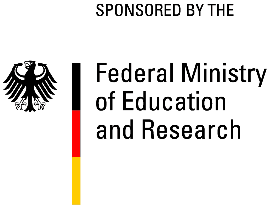 SPONSORED BY THE
Federal Ministry
of Education
and Research